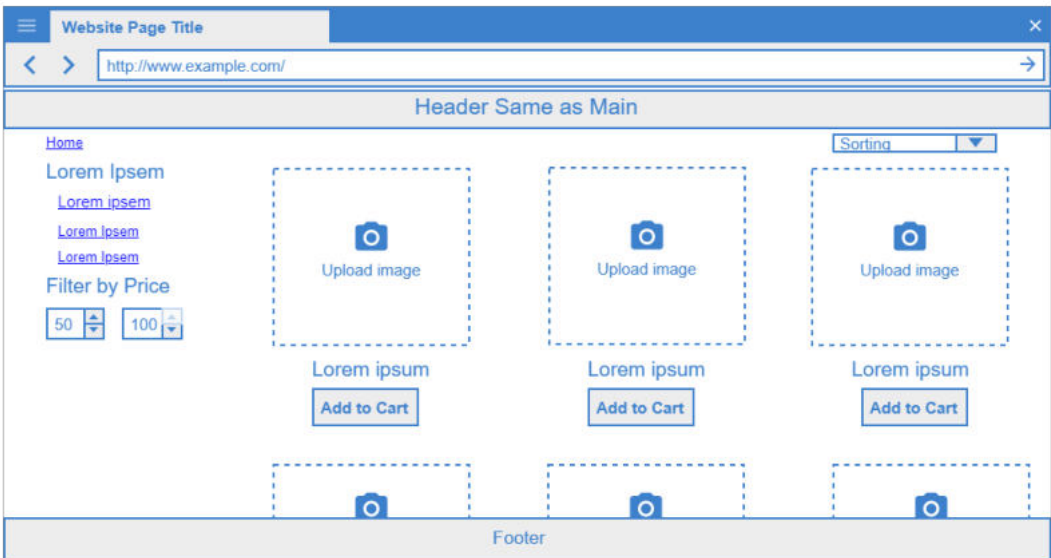 Website Page Title
http://www.example.com/
Header Same as Main
Home
Sorting
Lorem Ipsem
Lorem ipsem
Lorem Ipsem
Lorem Ipsem
Filter by Price
50 100
Upload image Upload image Upload image
Lorem ipsum Lorem ipsum Lorem ipsum
Add to Cart Add to Cart Add to Cart
Footer